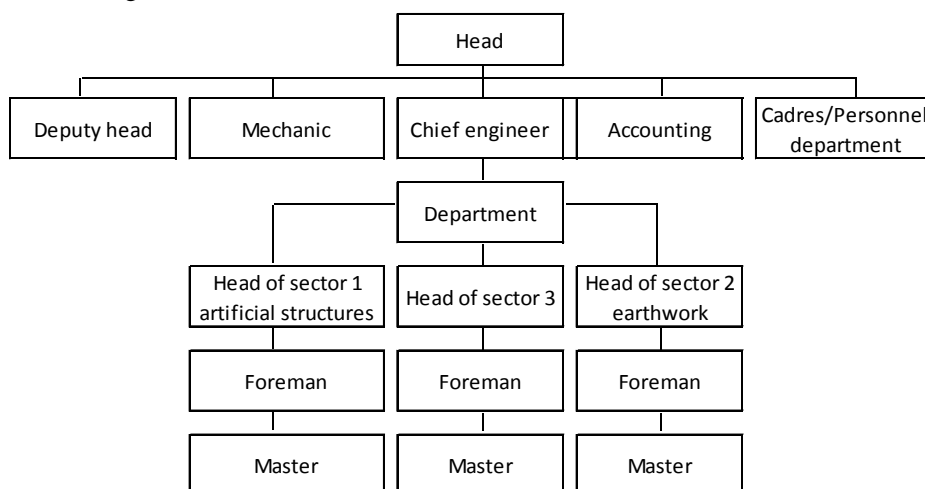 Head
Deputy head
Mechanic
Chief engineer
Accounting
Cadres/Personnel
department
Department
Head of sector 1
artificial structures
Head of sector 3
Head of sector 2
earthwork
Foreman
Foreman
Foreman
Master
Master
Master